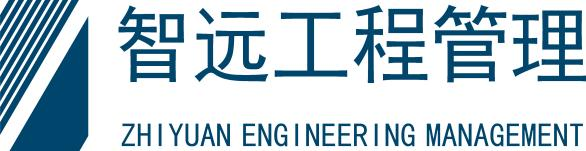 智远工程管理
ZHIYUAN ENGINEERING MANAGEMENT